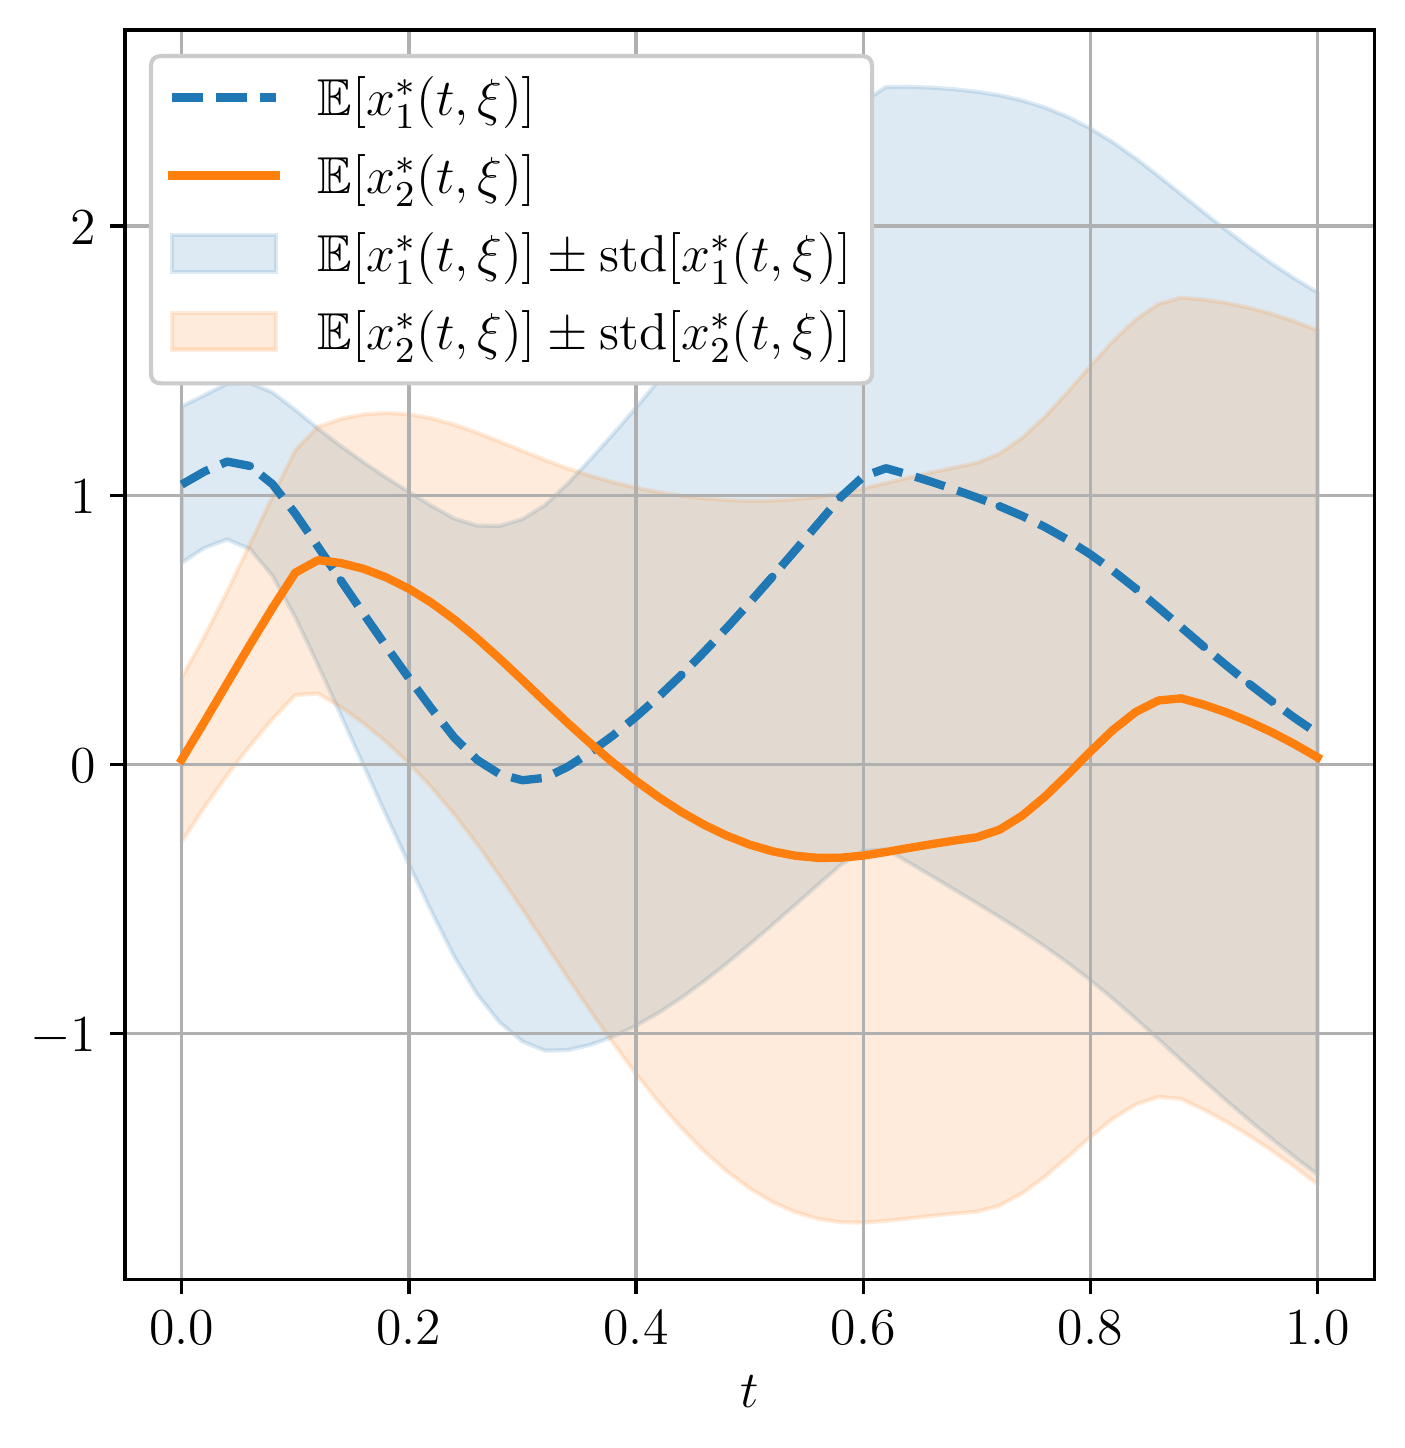 𝔼[x₁*(t, ξ)]
𝔼[x₂*(t, ξ)]
𝔼[x₁*(t, ξ)] ± std[x₁*(t, ξ)]
𝔼[x₂*(t, ξ)] ± std[x₂*(t, ξ)]
2
1
0
−1
0.0 0.2 0.4 0.6 0.8 1.0
t